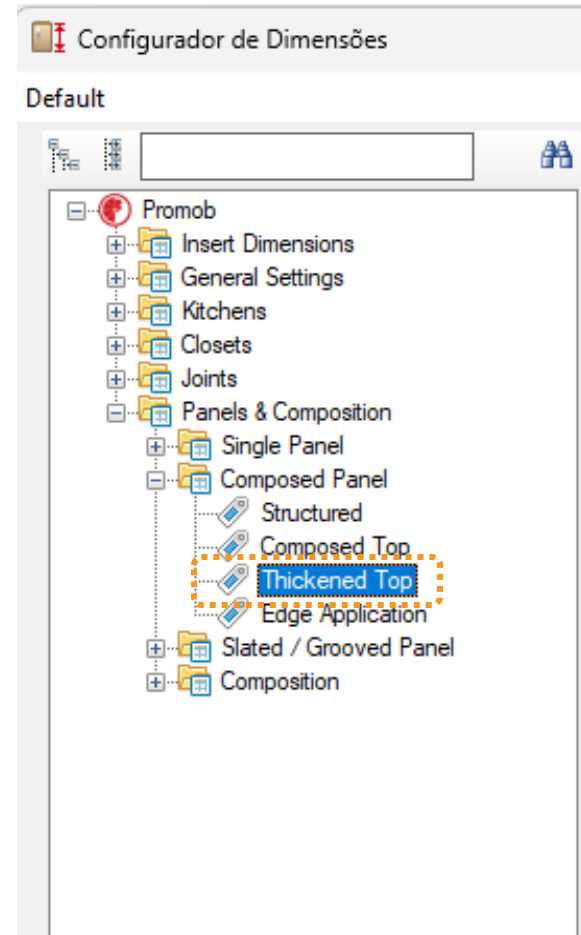 Configurador de Dimensões
Default
Promob
Insert Dimensions
General Settings
Kitchens
Closets
Joints
Panels & Composition
Single Panel
Composed Panel
Structured
Composed Top
Thickened Top
Edge Application
Slated / Grooved Panel
Composition